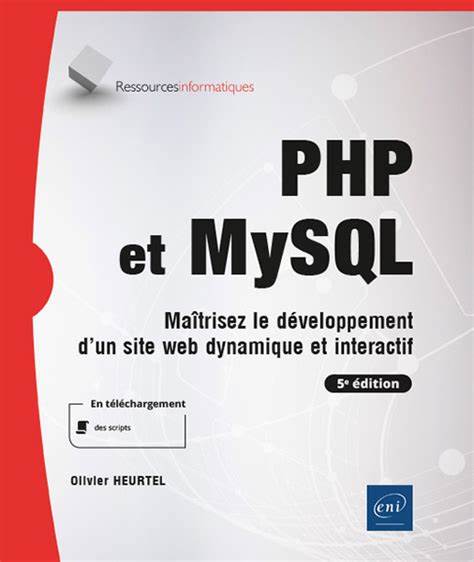 Ressourcesinformatiques
PHP
et MySQL
Maîtrisez le développement
d'un site web dynamique et interactif
5e édition
En téléchargement
des scripts
Olivier HEURTEL
eni